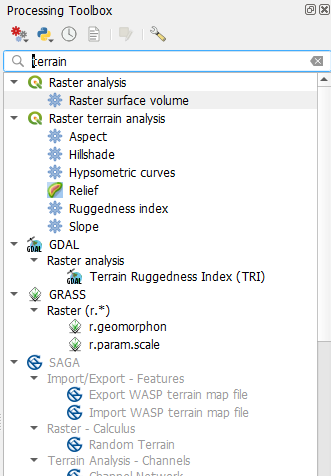 Processing Toolbox
terrain
Raster analysis
Raster surface volume
Raster terrain analysis
Aspect
Hillshade
Hypsometric curves
Relief
Ruggedness index
Slope
GDAL
Raster analysis
GDAL Terrain Ruggedness Index (TRI)
GRASS
Raster (r.*)
r.geomorphon
r.param.scale
SAGA
Import/Export - Features
Export WASP terrain map file
Import WASP terrain map file
Raster - Calculus
Random Terrain
Terrain Analysis - Channels
Channel Network